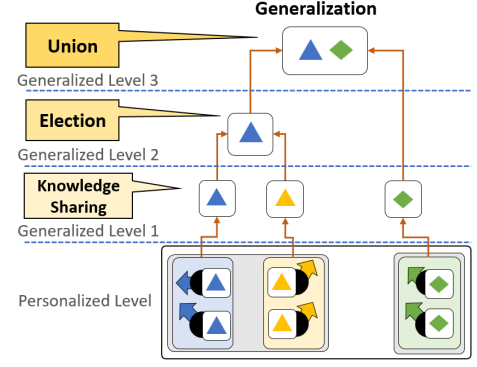 Generalization
Union
Generalized Level 3
Election
Generalized Level 2
Knowledge
Sharing
Generalized Level 1
Personalized Level